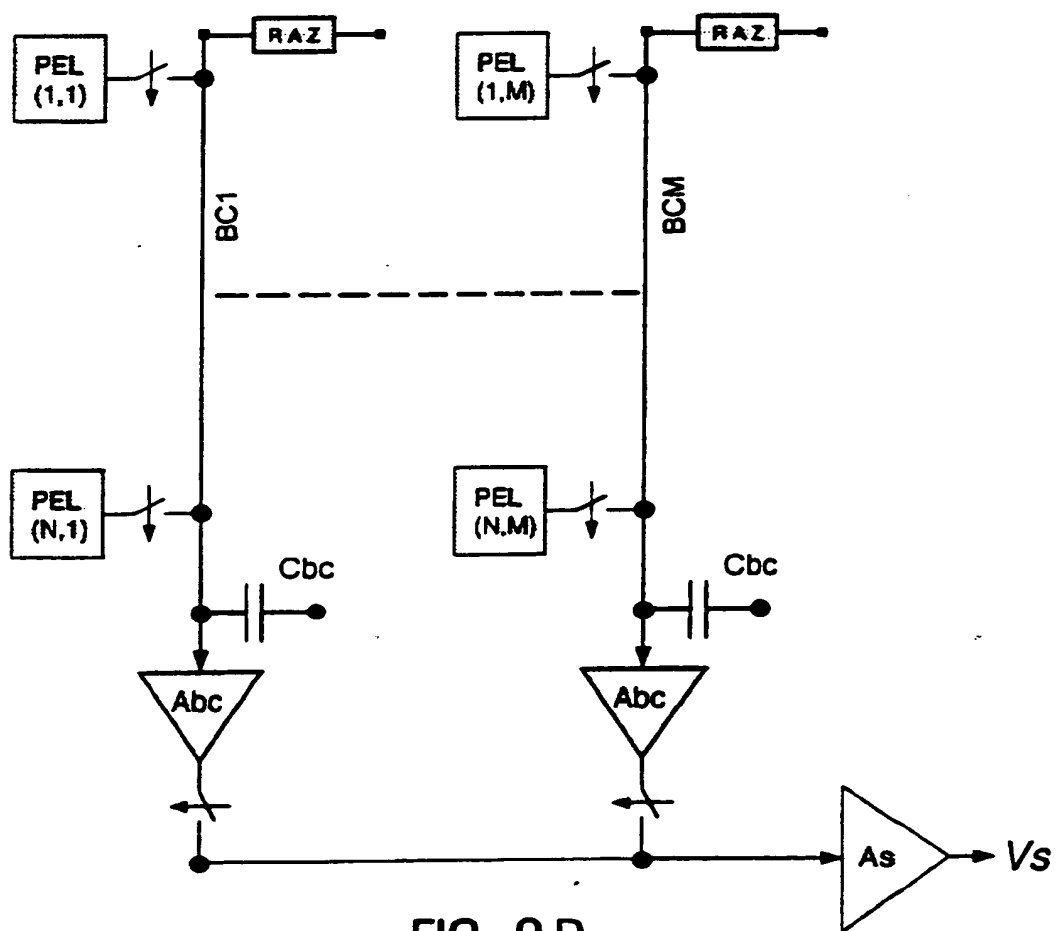 RAZ
RAZ
PEL
(1,1)
PEL
(1,M)
BC1
BCM
PEL
(N,1)
PEL
(N,M)
Cbc
Cbc
Abc
Abc
As
Vs